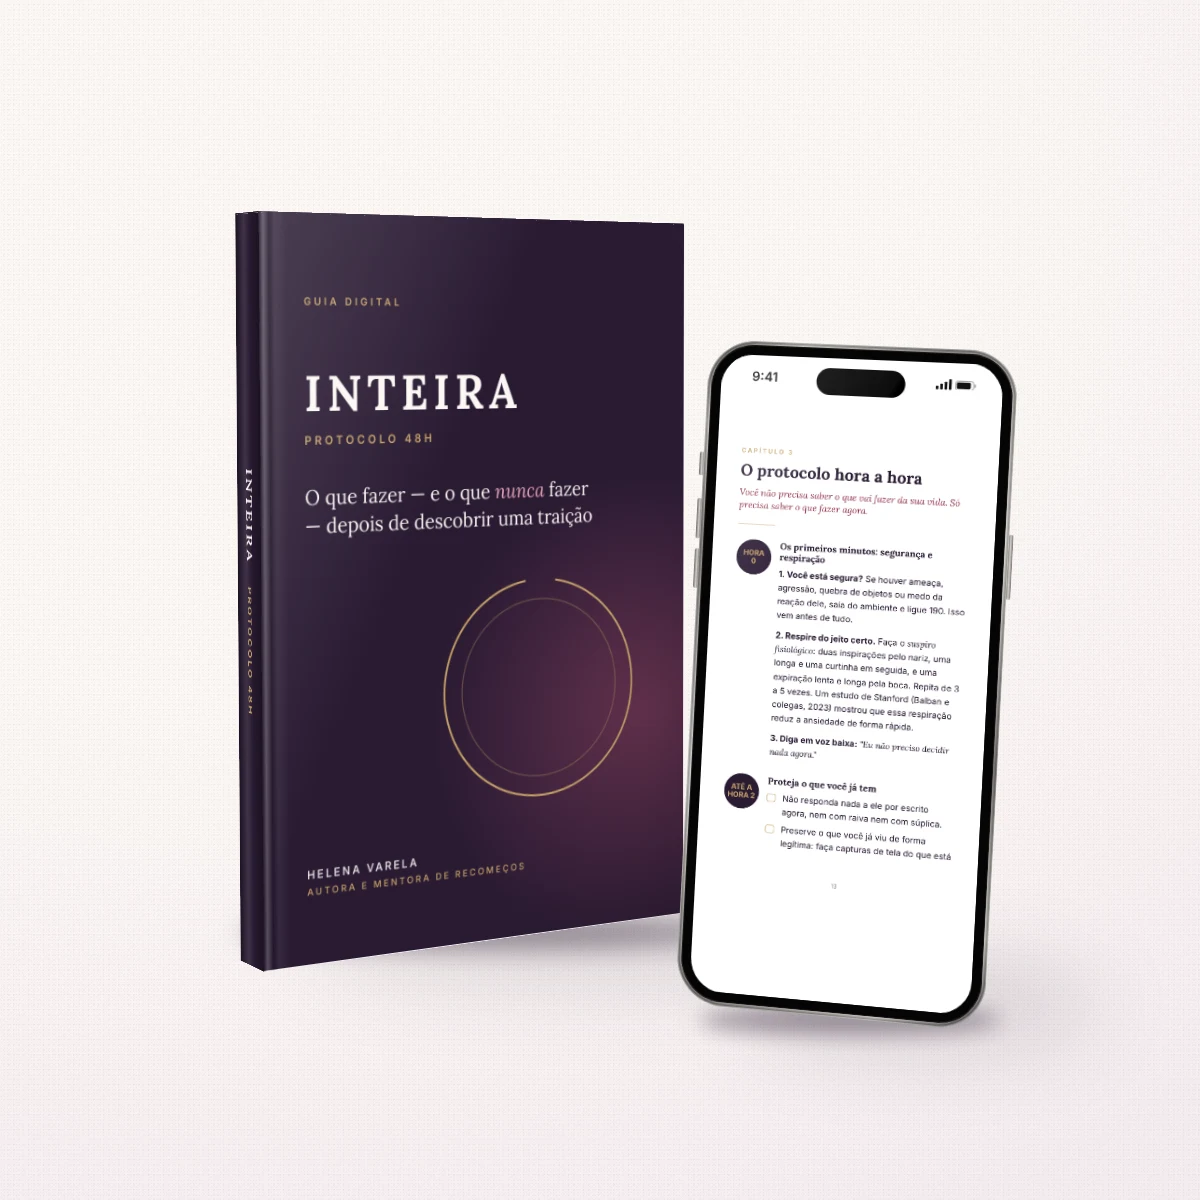 GUIA DIGITAL
INTEIRA
PROTOCOLO 48H
O que fazer — e o que nunca fazer
— depois de descobrir uma traição
HELENA VARELA
AUTORA E MENTORA DE RECOMEÇOS
INTEIRA PROTOCOLO 48H
9:41
CAPÍTULO 3
O protocolo hora a hora
Você não precisa saber o que vai fazer da sua vida. Só
precisa saber o que fazer agora.
HORA
0
Os primeiros minutos: segurança e
respiração
1. Você está segura? Se houver ameaça,
agressão, quebra de objetos ou medo da
reação dele, saia do ambiente e ligue 190. Isso
vem antes de tudo.
2. Respire do jeito certo. Faça o suspiro
fisiológico: duas inspirações pelo nariz, uma
longa e uma curtinha em seguida, e uma
expiração lenta e longa pela boca. Repita de 3
a 5 vezes. Um estudo de Stanford (Balban e
colegas, 2023) mostrou que essa respiração
reduz a ansiedade de forma rápida.
3. Diga em voz baixa: "Eu não preciso decidir
nada agora."
ATÉ A
HORA 2
Proteja o que você já tem
Não responda nada a ele por escrito
agora, nem com raiva nem com súplica.
Preserve o que você já viu de forma
legítima: faça capturas de tela do que está